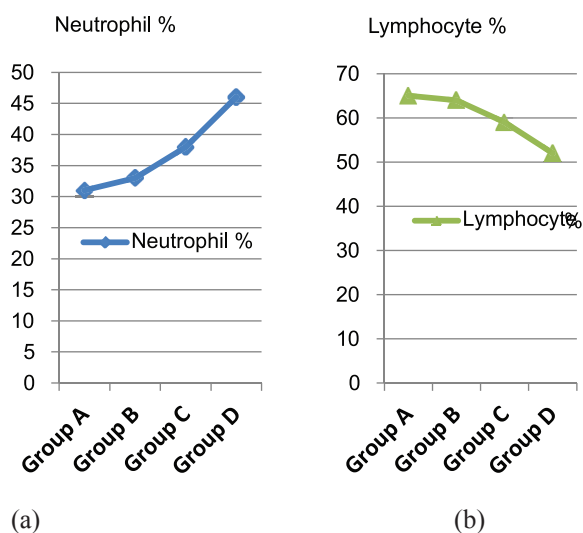 Neutrophil %
50
45
40
35
30
25
20
15
10
5
0
Neutrophil %
Group A
Group B
Group C
Group D
(a)
Lymphocyte %
70
60
50
40
30
20
10
0
Lymphocyte%
Group A
Group B
Group C
Group D
(b)